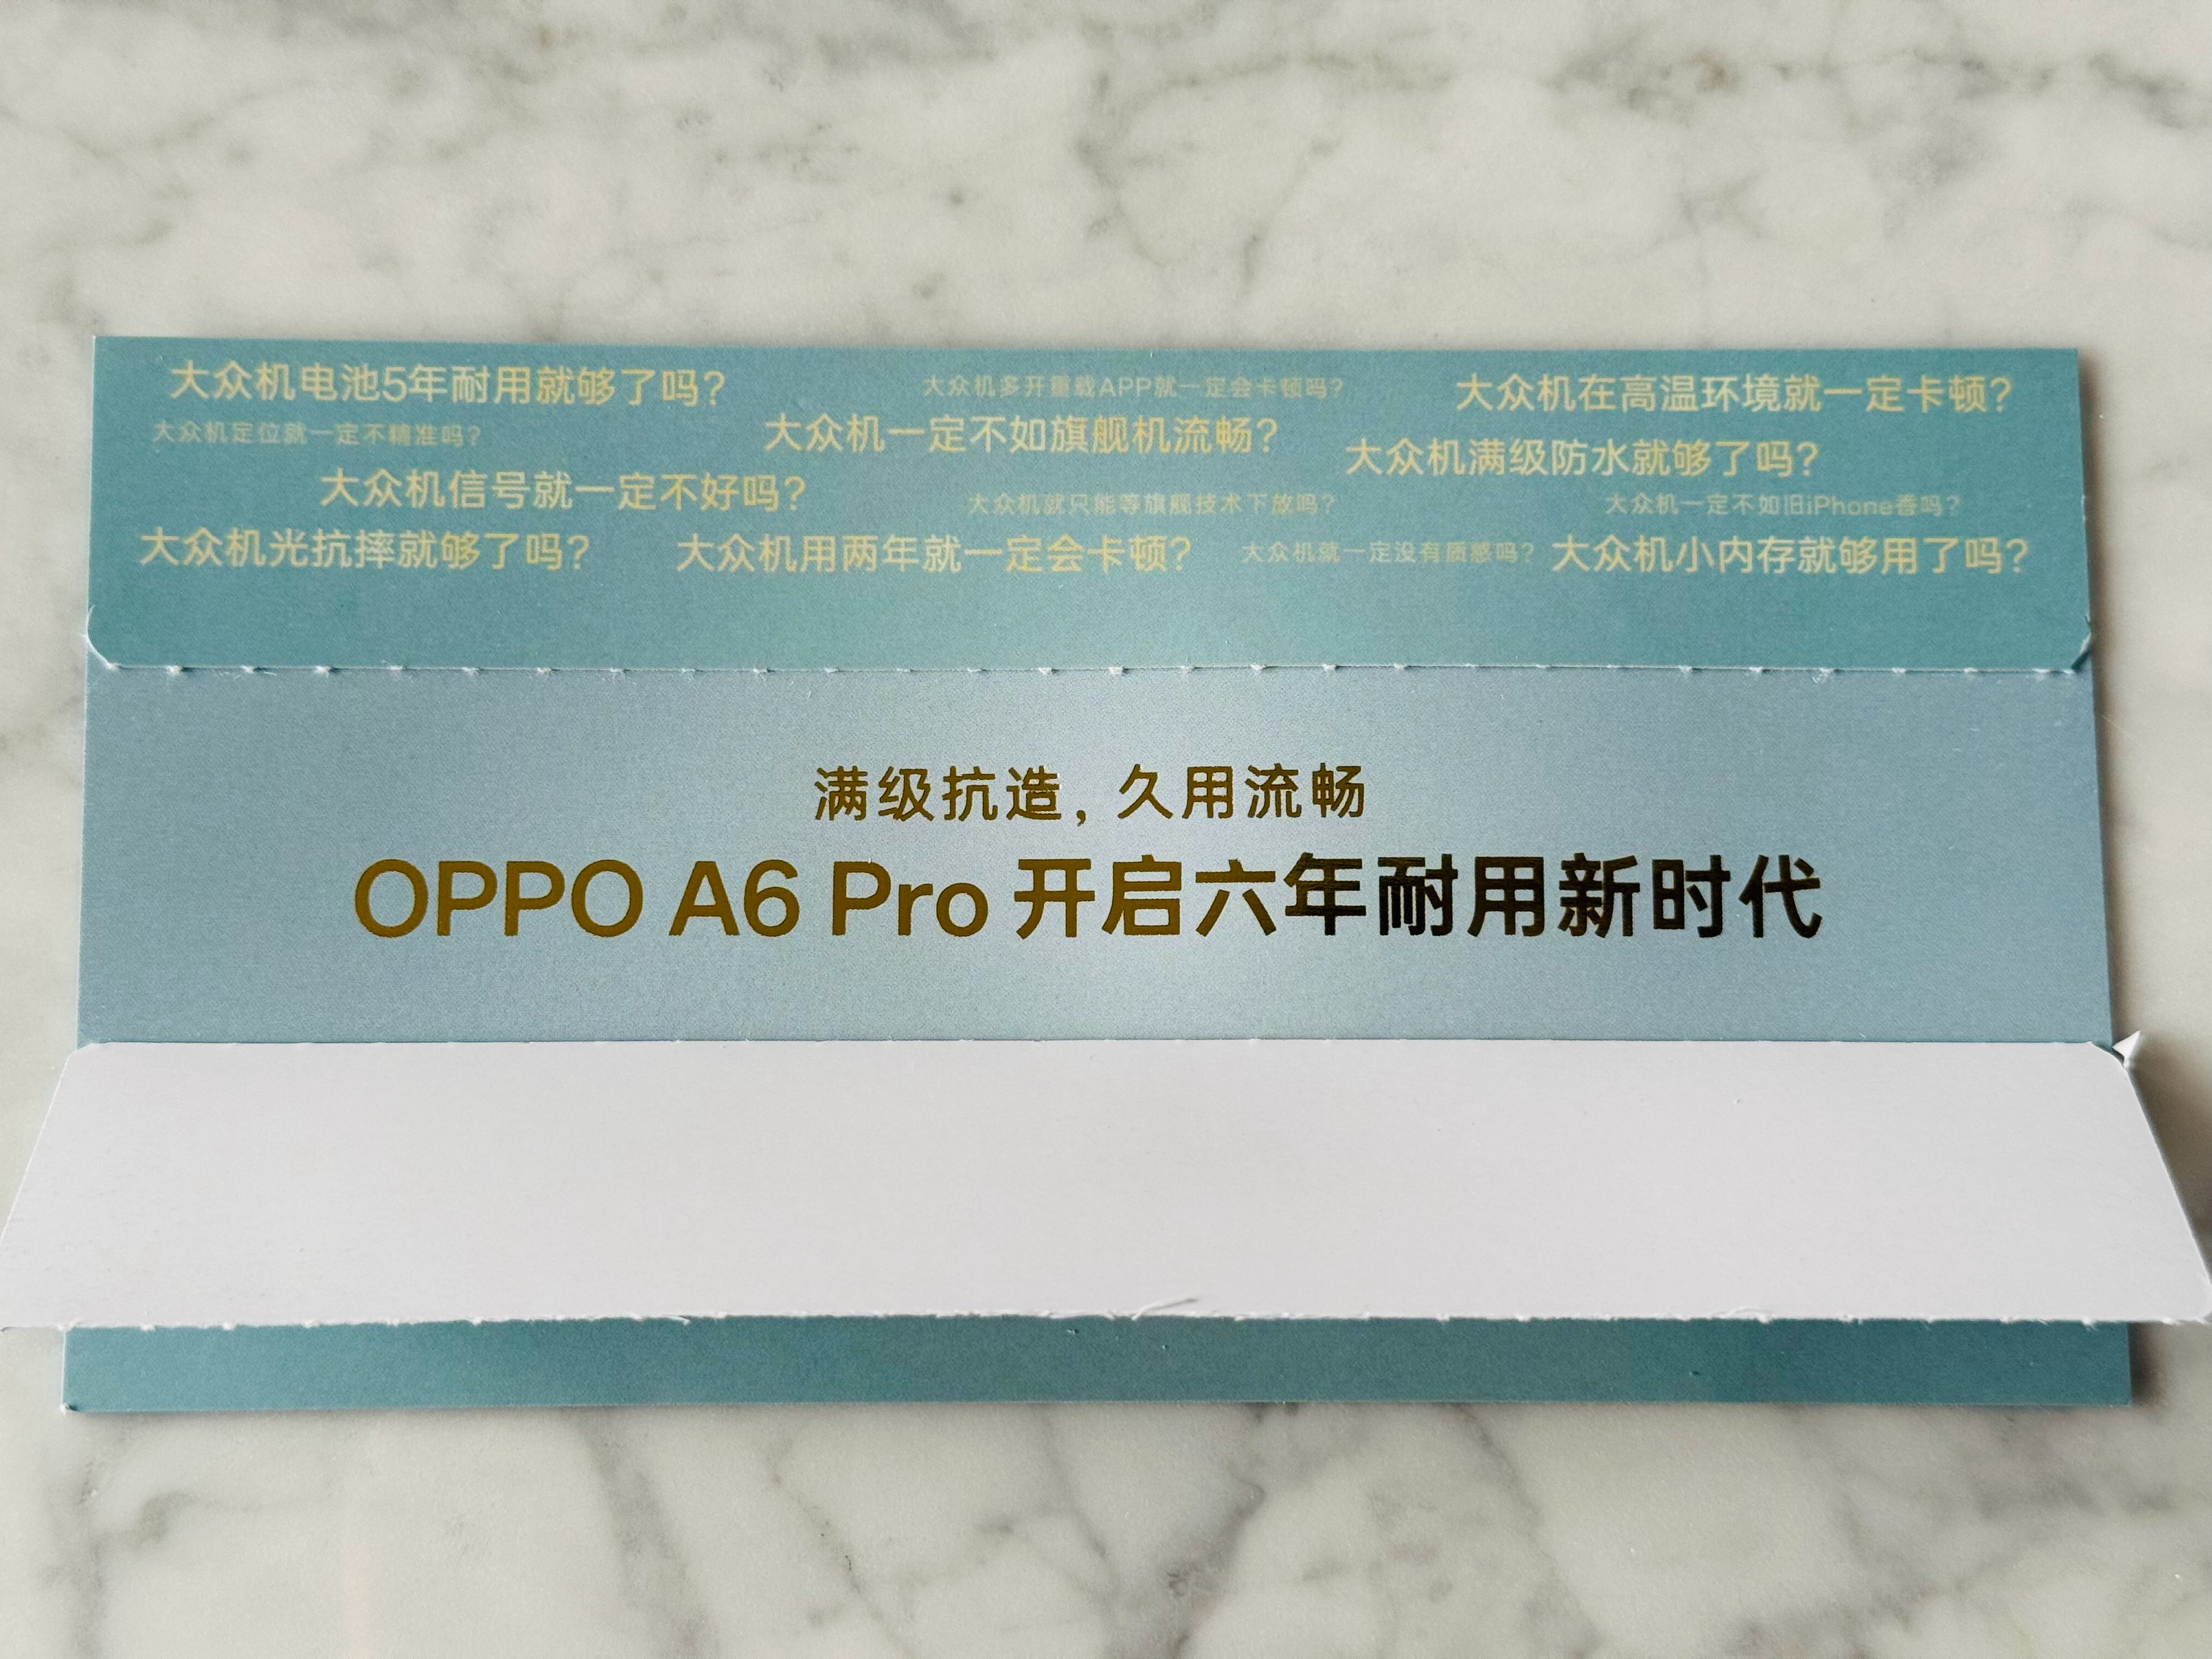 大众机电池5年耐用就够了吗？
大众机多开重载APP就一定会卡顿吗？
大众机在高温环境就一定卡顿？
大众机定位就一定不精准吗？
大众机一定不如旗舰机流畅？
大众机满级防水就够了吗？
大众机信号就一定不好吗？
大众机就只能等旗舰技术下放吗？
大众机一定不如旧iPhone香吗？
大众机光抗摔就够了吗？
大众机用两年就一定会卡顿？
大众机就一定没有质感吗？
大众机小内存就够用了吗？
满级抗造，久用流畅
OPPO A6 Pro 开启六年耐用新时代